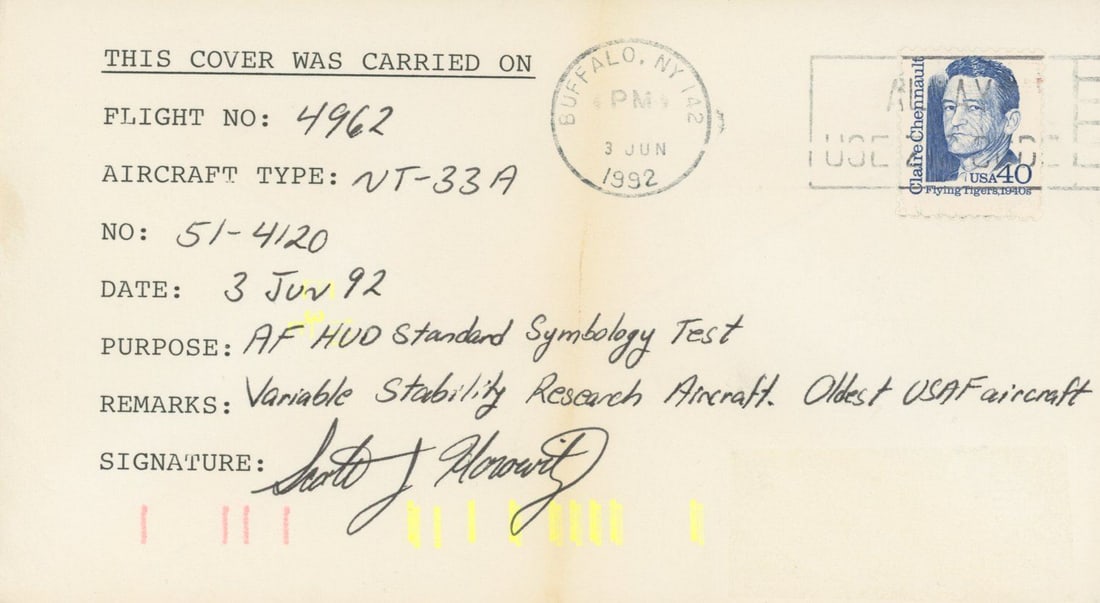 THIS COVER WAS CARRIED ON
FLIGHT NO: 4962
AIRCRAFT TYPE: NT-33A
NO: 51-4120
DATE: 3 Jun 92
PURPOSE: AF HUD Standard Symbology Test
REMARKS: Variable Stability Research Aircraft. Oldest USAF aircraft
SIGNATURE: Scott J Horowitz
BUFFALO, NY 142
PM
3 JUN
1992
USE
Claire Chennault
USA 40
Flying Tigers, 1940s